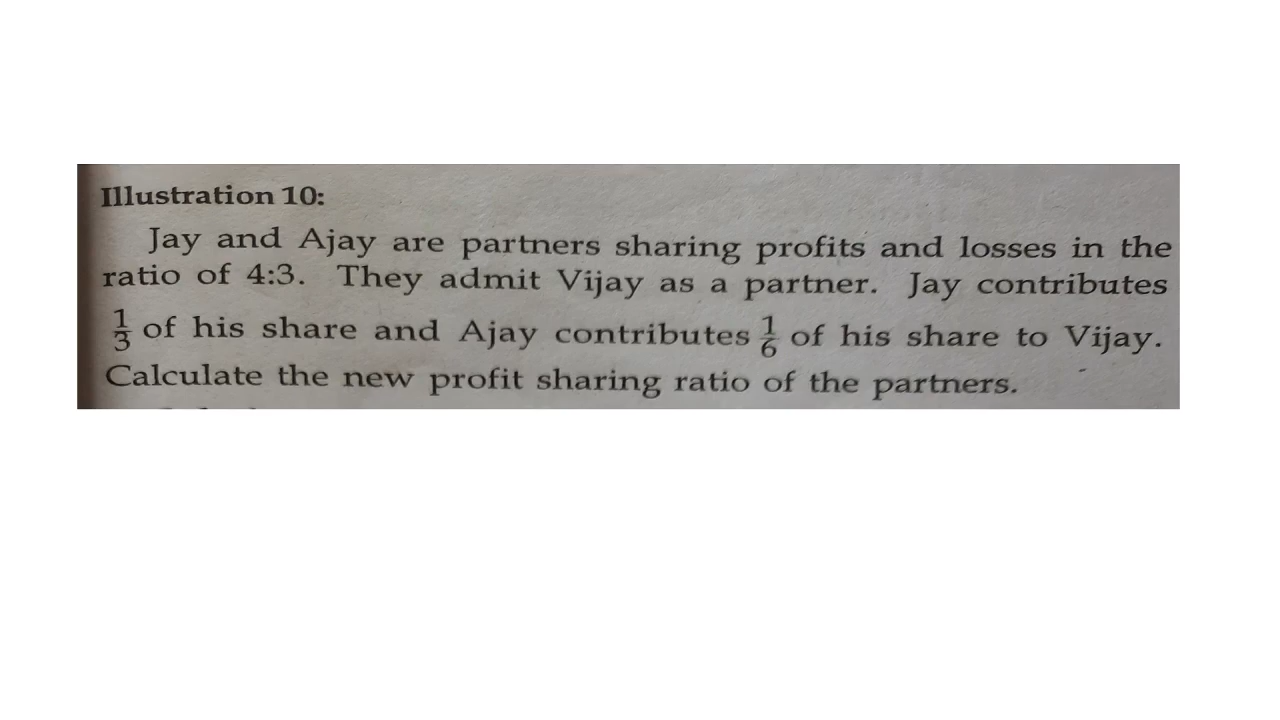 Illustration 10:
Jay and Ajay are partners sharing profits and losses in the
ratio of 4:3. They admit Vijay as a partner. Jay contributes
1/3 of his share and Ajay contributes 1/6 of his share to Vijay.
Calculate the new profit sharing ratio of the partners.